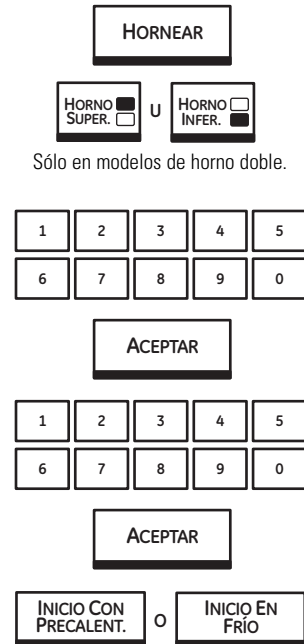 HORNEAR
HORNO SUPER. U HORNO INFER.
Sólo en modelos de horno doble.
1 2 3 4 5
6 7 8 9 0
ACEPTAR
1 2 3 4 5
6 7 8 9 0
ACEPTAR
INICIO CON PRECALENT. O INICIO EN FRÍO